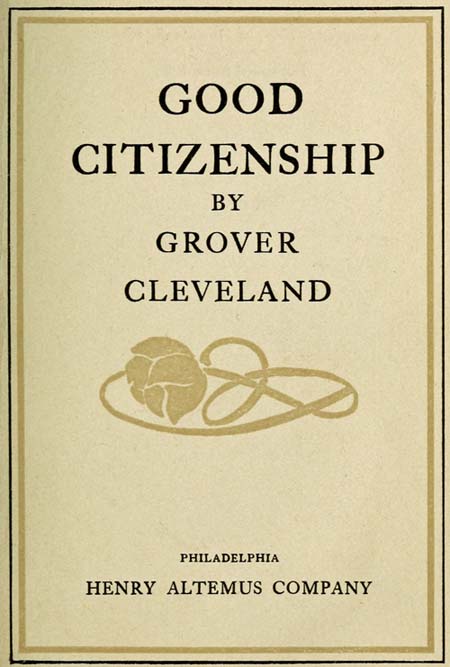 GOOD
CITIZENSHIP
BY
GROVER
CLEVELAND
PHILADELPHIA
HENRY ALTEMUS COMPANY